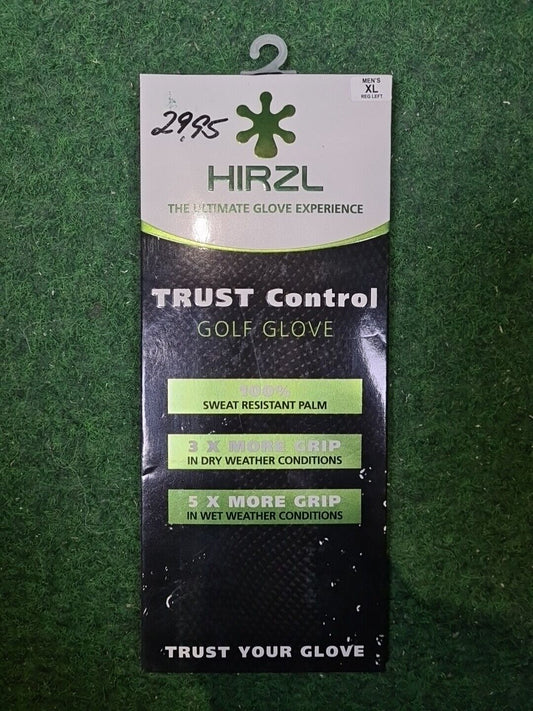 MEN'S
XL
REG LEFT
29.95
HIRZL
THE ULTIMATE GLOVE EXPERIENCE
TRUST Control
GOLF GLOVE
100%
SWEAT RESISTANT PALM
3 X MORE GRIP
IN DRY WEATHER CONDITIONS
5 X MORE GRIP
IN WET WEATHER CONDITIONS
TRUST YOUR GLOVE